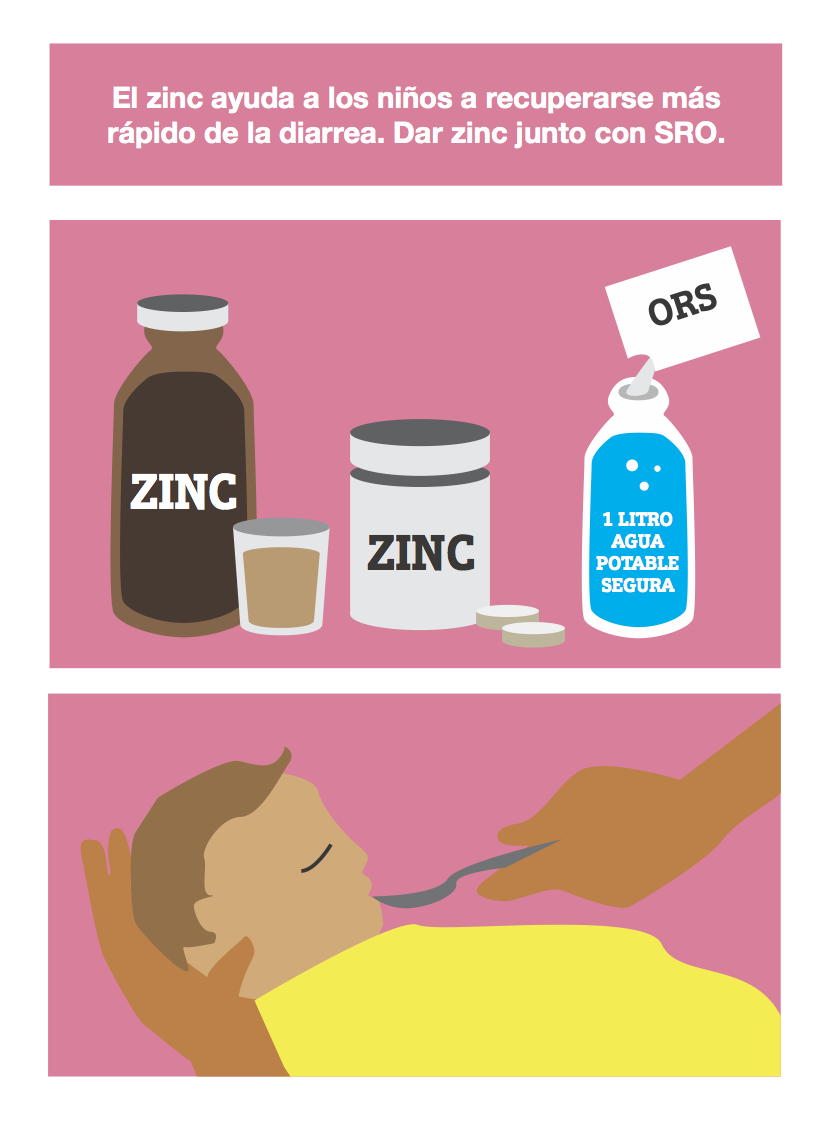 El zinc ayuda a los niños a recuperarse más
rápido de la diarrea. Dar zinc junto con SRO.
ORS
ZINC
ZINC
1 LITRO
AGUA
POTABLE
SEGURA